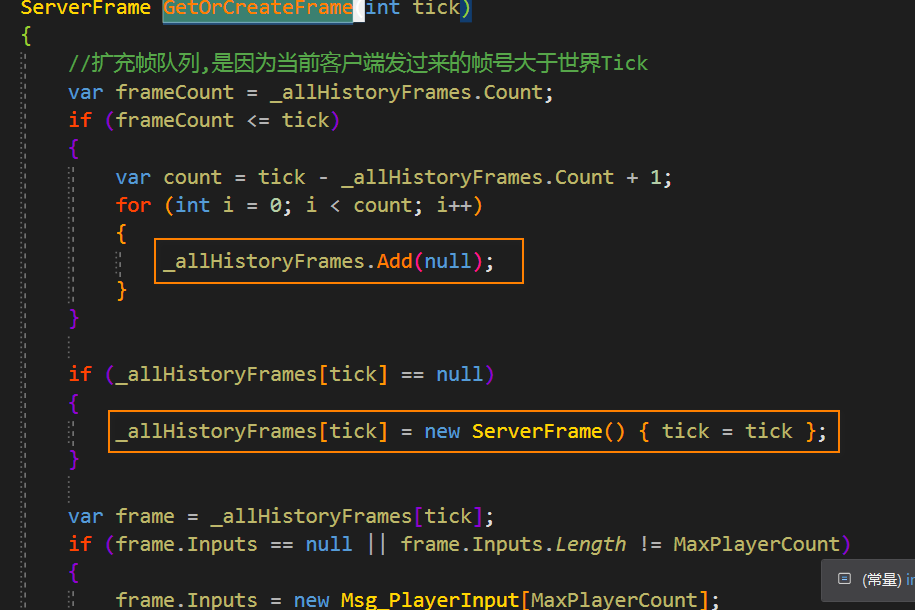 ServerFrame GetOrCreateFrame(int tick)
{
//扩充帧队列,是因为当前客户端发过来的帧号大于世界Tick
var frameCount = _allHistoryFrames.Count;
if (frameCount <= tick)
{
var count = tick - _allHistoryFrames.Count + 1;
for (int i = 0; i < count; i++)
{
_allHistoryFrames.Add(null);
}
}
if (_allHistoryFrames[tick] == null)
{
_allHistoryFrames[tick] = new ServerFrame() { tick = tick };
}
var frame = _allHistoryFrames[tick];
if (frame.Inputs == null || frame.Inputs.Length != MaxPlayerCount)
{
(常量) in
frame.Inputs = new Msg_PlayerInput[MaxPlayerCount];